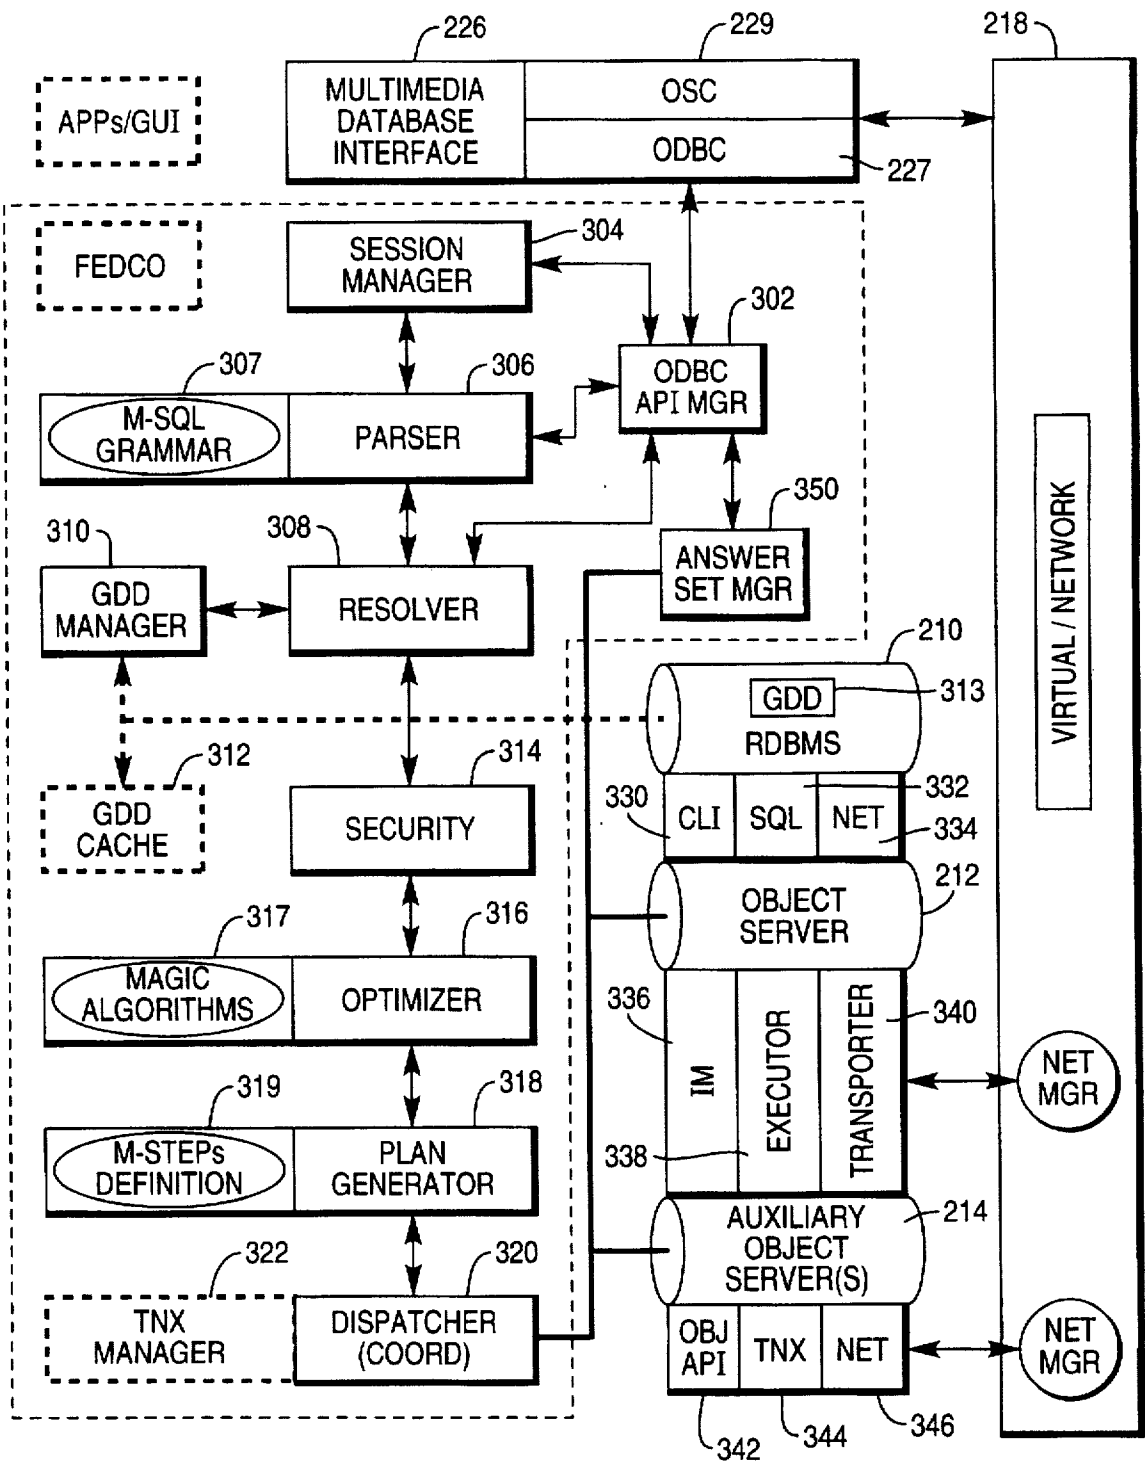 226
229
218
APPs/GUI
MULTIMEDIA
DATABASE
INTERFACE
OSC
ODBC
227
FEDCO
SESSION
MANAGER
304
302
ODBC
API MGR
307
306
M-SQL
GRAMMAR
PARSER
350
310
308
ANSWER
SET MGR
GDD
MANAGER
RESOLVER
VIRTUAL / NETWORK
210
GDD
313
RDBMS
312
314
GDD
CACHE
SECURITY
330
332
CLI
SQL
NET
334
212
OBJECT
SERVER
317
316
MAGIC
ALGORITHMS
OPTIMIZER
336
340
IM
EXECUTOR
TRANSPORTER
338
NET
MGR
319
318
M-STEPs
DEFINITION
PLAN
GENERATOR
214
AUXILIARY
OBJECT
SERVER(S)
322
320
TNX
MANAGER
DISPATCHER
(COORD)
OBJ
API
TNX
NET
NET
MGR
342
344
346